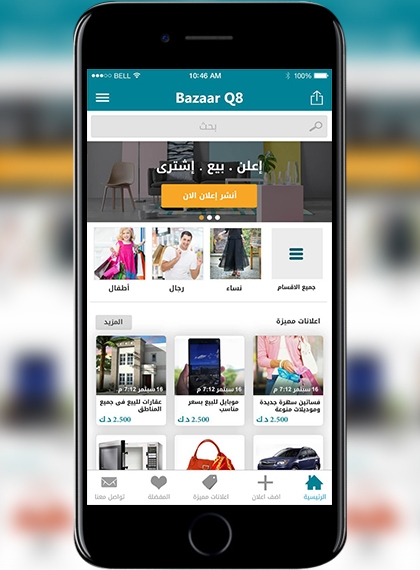 BELL 10:46 AM 100%
Bazaar Q8
بحث
إعلن . بيع . إشترى
أنشر إعلان الان
جميع الاقسام
نساء
رجال
أطفال
اعلانات مميزة
المزيد
16 سبتمبر 7:12 م
16 سبتمبر 7:12 م
16 سبتمبر 7:12 م
فساتين سهرة جديدة
وموديلات منوعة
2.500 د.ك
موبايل للبيع بسعر
مناسب
2.500 د.ك
عقارات للبيع فى جميع
المناطق
2.500 د.ك
الرئيسية
اضف اعلان
اعلانات مميزة
المفضلة
تواصل معنا